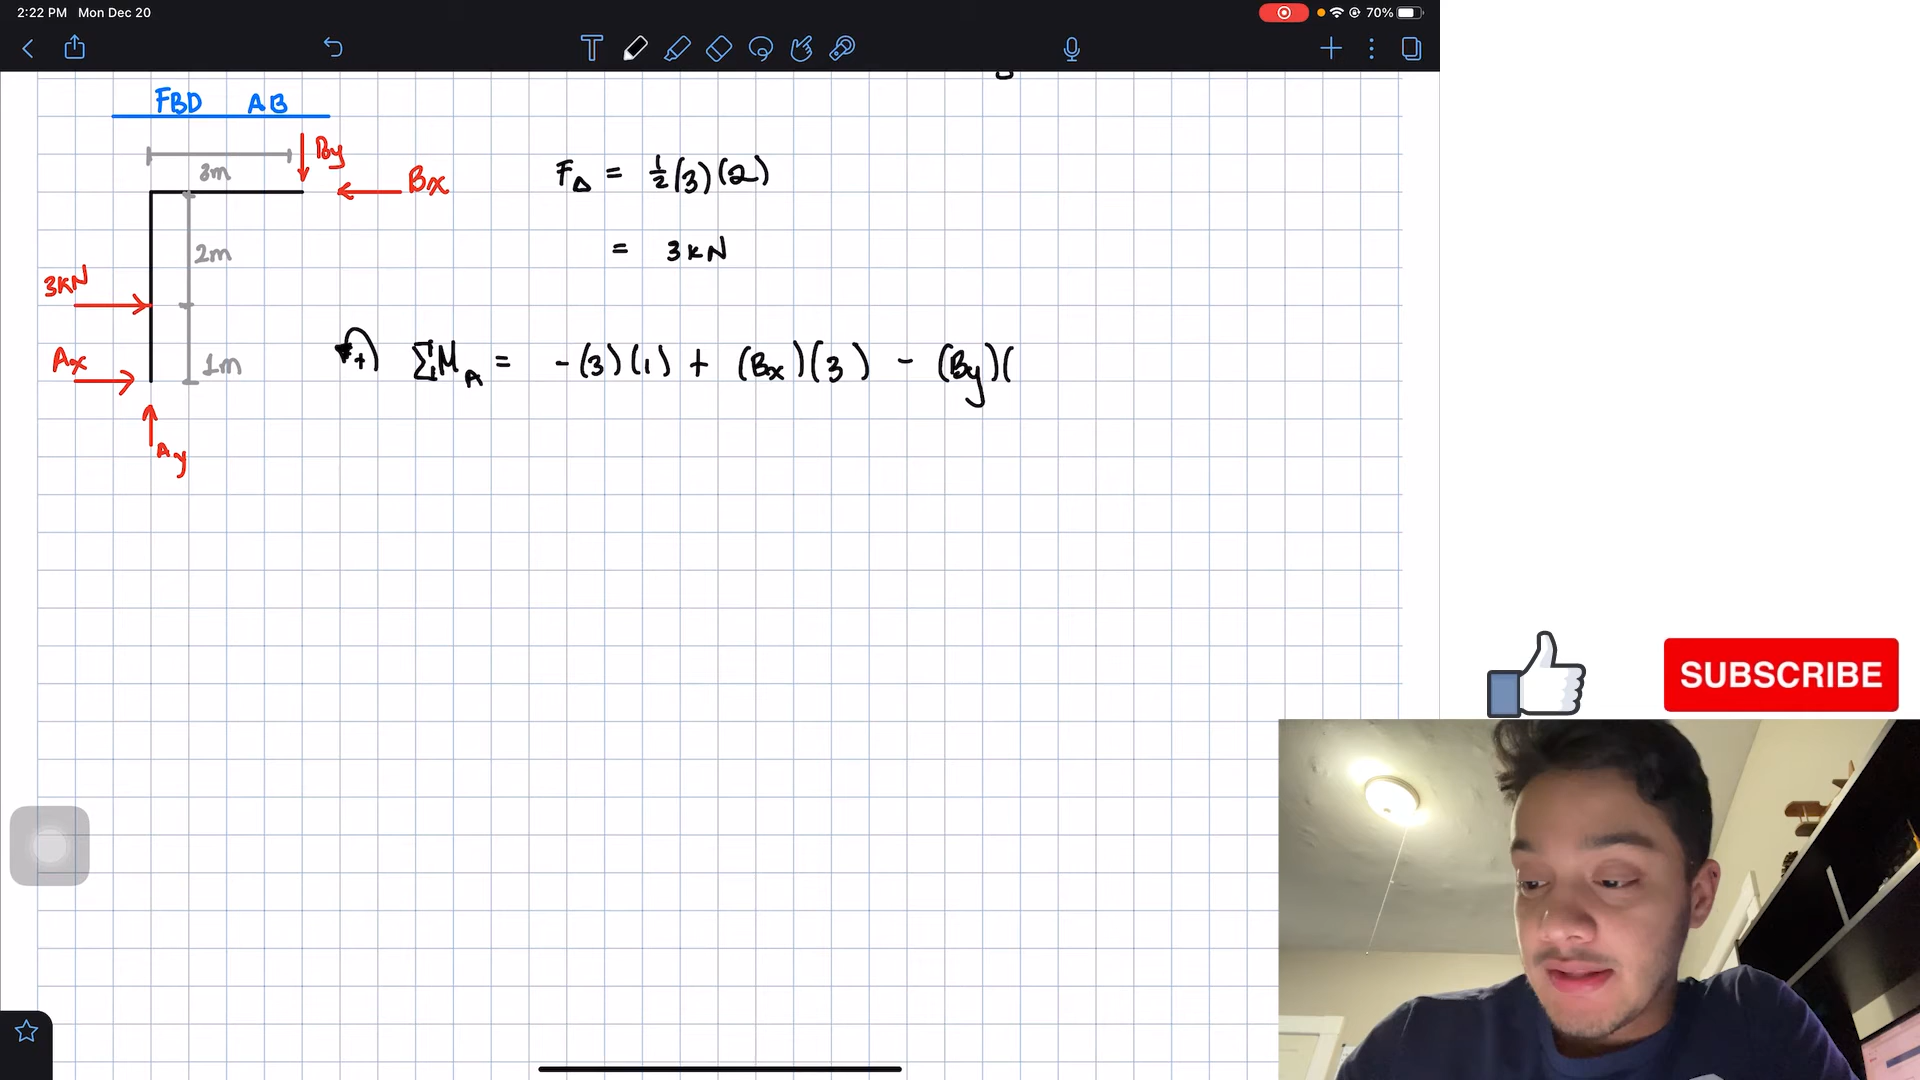 2:22 PM Mon Dec 20
70%
FBD AB
By
3m
Bx
F△ = ½(3)(2)
2m
= 3kN
3kN
Ax
1m
+) ΣM_A = -(3)(1) + (Bx)(3) - (By)(
Ay
SUBSCRIBE